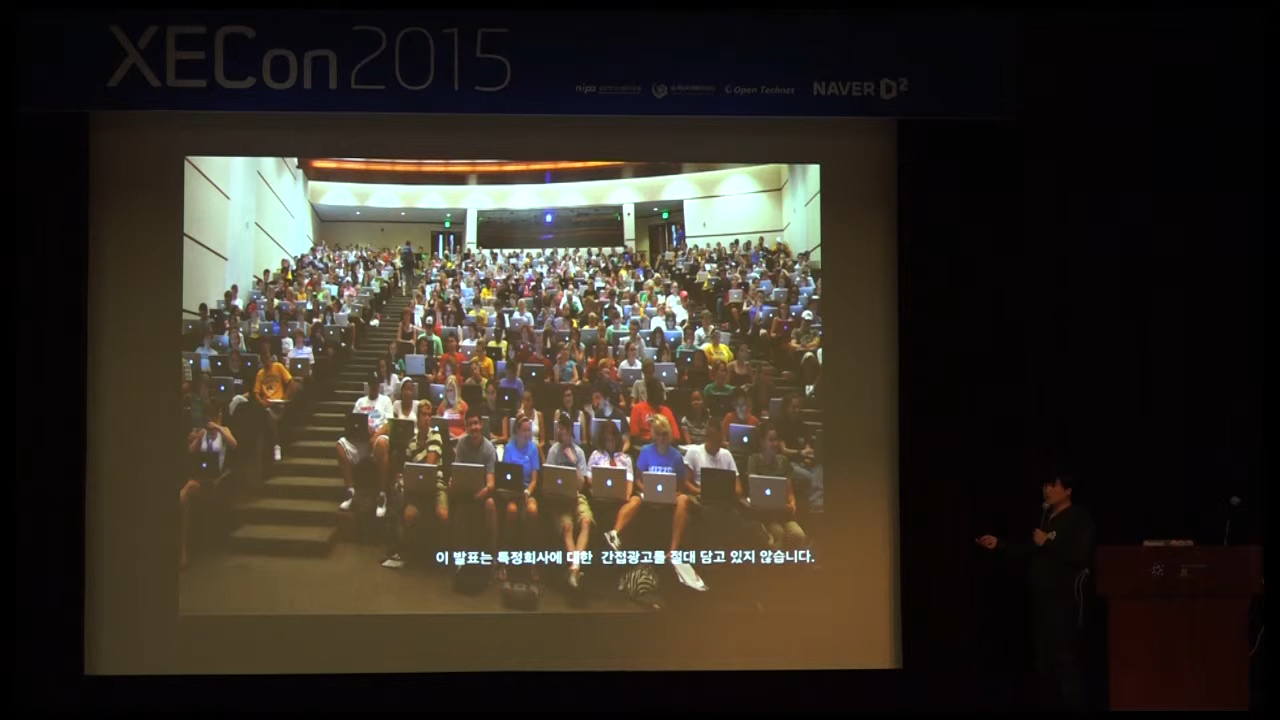 XECon2015
nipa
Open Technet
NAVER D2
이 발표는 특정회사에 대한 간접광고를 절대 담고 있지 않습니다.